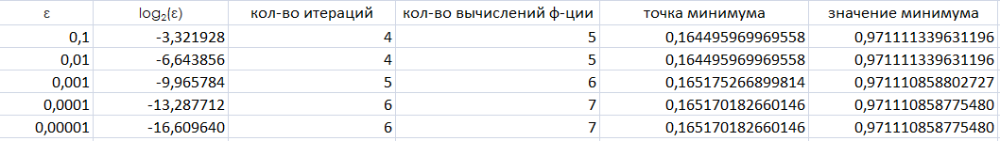 ε log₂(ε) кол-во итераций кол-во вычислений ф-ции точка минимума значение минимума
0,1 -3,321928 4 5 0,164495969969558 0,971111339631196
0,01 -6,643856 4 5 0,164495969969558 0,971111339631196
0,001 -9,965784 5 6 0,165175266899814 0,971110858802727
0,0001 -13,287712 6 7 0,165170182660146 0,971110858775480
0,00001 -16,609640 6 7 0,165170182660146 0,971110858775480